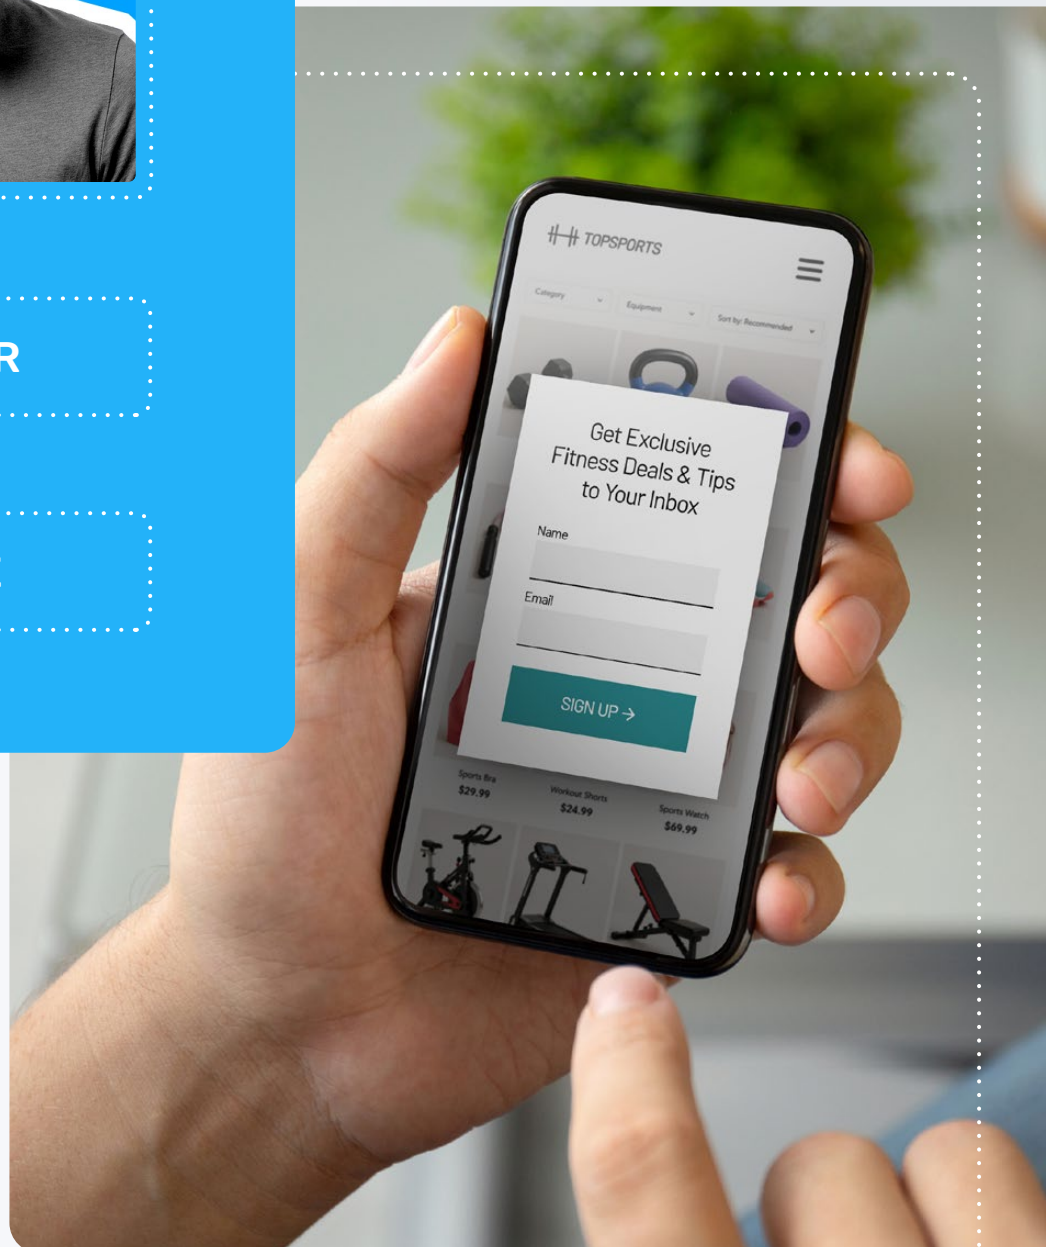 R
TOPSPORTS
Category
Equipment
Sort by: Recommended
Get Exclusive
Fitness Deals & Tips
to Your Inbox
Name
Email
SIGN UP →
Sports Bra
$29.99
Workout Shorts
$24.99
Sports Watch
$69.99